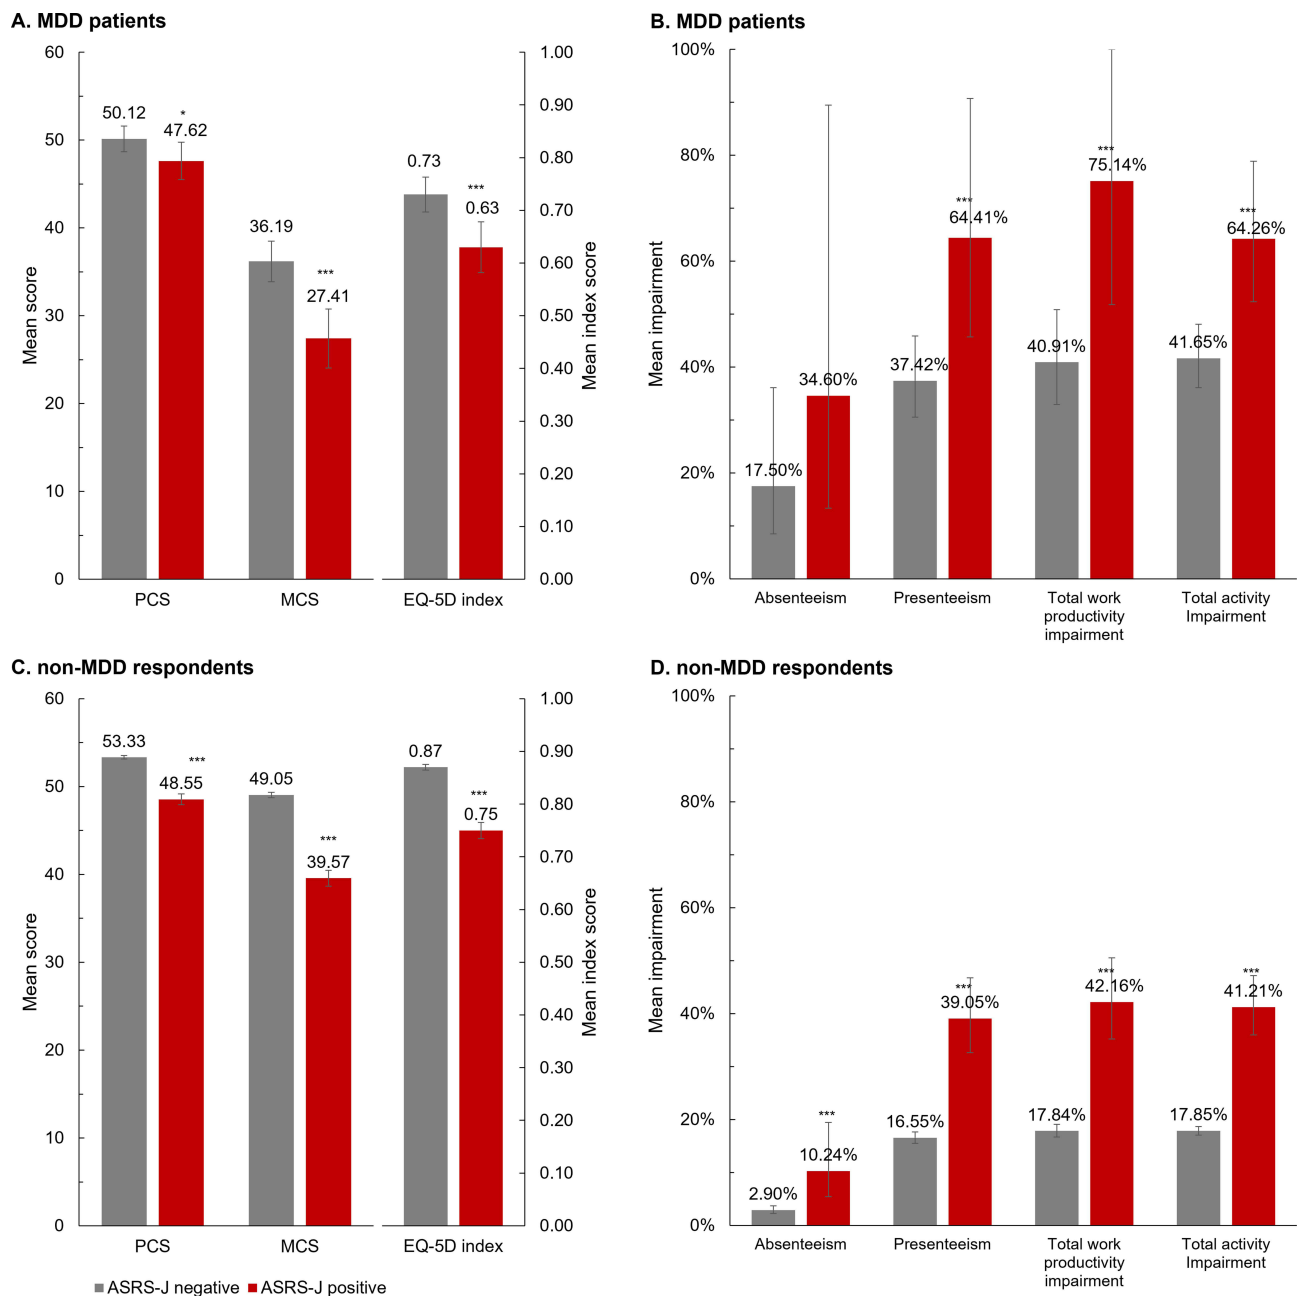 A. MDD patients
60
50
40
30
20
10
0
Mean score
1.00
0.90
0.80
0.70
0.60
0.50
0.40
0.30
0.20
0.10
0.00
Mean index score
50.12
*
47.62
36.19
***
27.41
0.73
***
0.63
PCS
MCS
EQ-5D index
B. MDD patients
100%
80%
60%
40%
20%
0%
Mean impairment
17.50%
34.60%
37.42%
***
64.41%
40.91%
***
75.14%
41.65%
***
64.26%
Absenteeism
Presenteeism
Total work
productivity
impairment
Total activity
Impairment
C. non-MDD respondents
60
50
40
30
20
10
0
Mean score
1.00
0.90
0.80
0.70
0.60
0.50
0.40
0.30
0.20
0.10
0.00
Mean index score
53.33
***
48.55
49.05
***
39.57
0.87
***
0.75
PCS
MCS
EQ-5D index
D. non-MDD respondents
100%
80%
60%
40%
20%
0%
Mean impairment
2.90%
***
10.24%
16.55%
***
39.05%
17.84%
***
42.16%
17.85%
***
41.21%
Absenteeism
Presenteeism
Total work
productivity
impairment
Total activity
Impairment
ASRS-J negative
ASRS-J positive